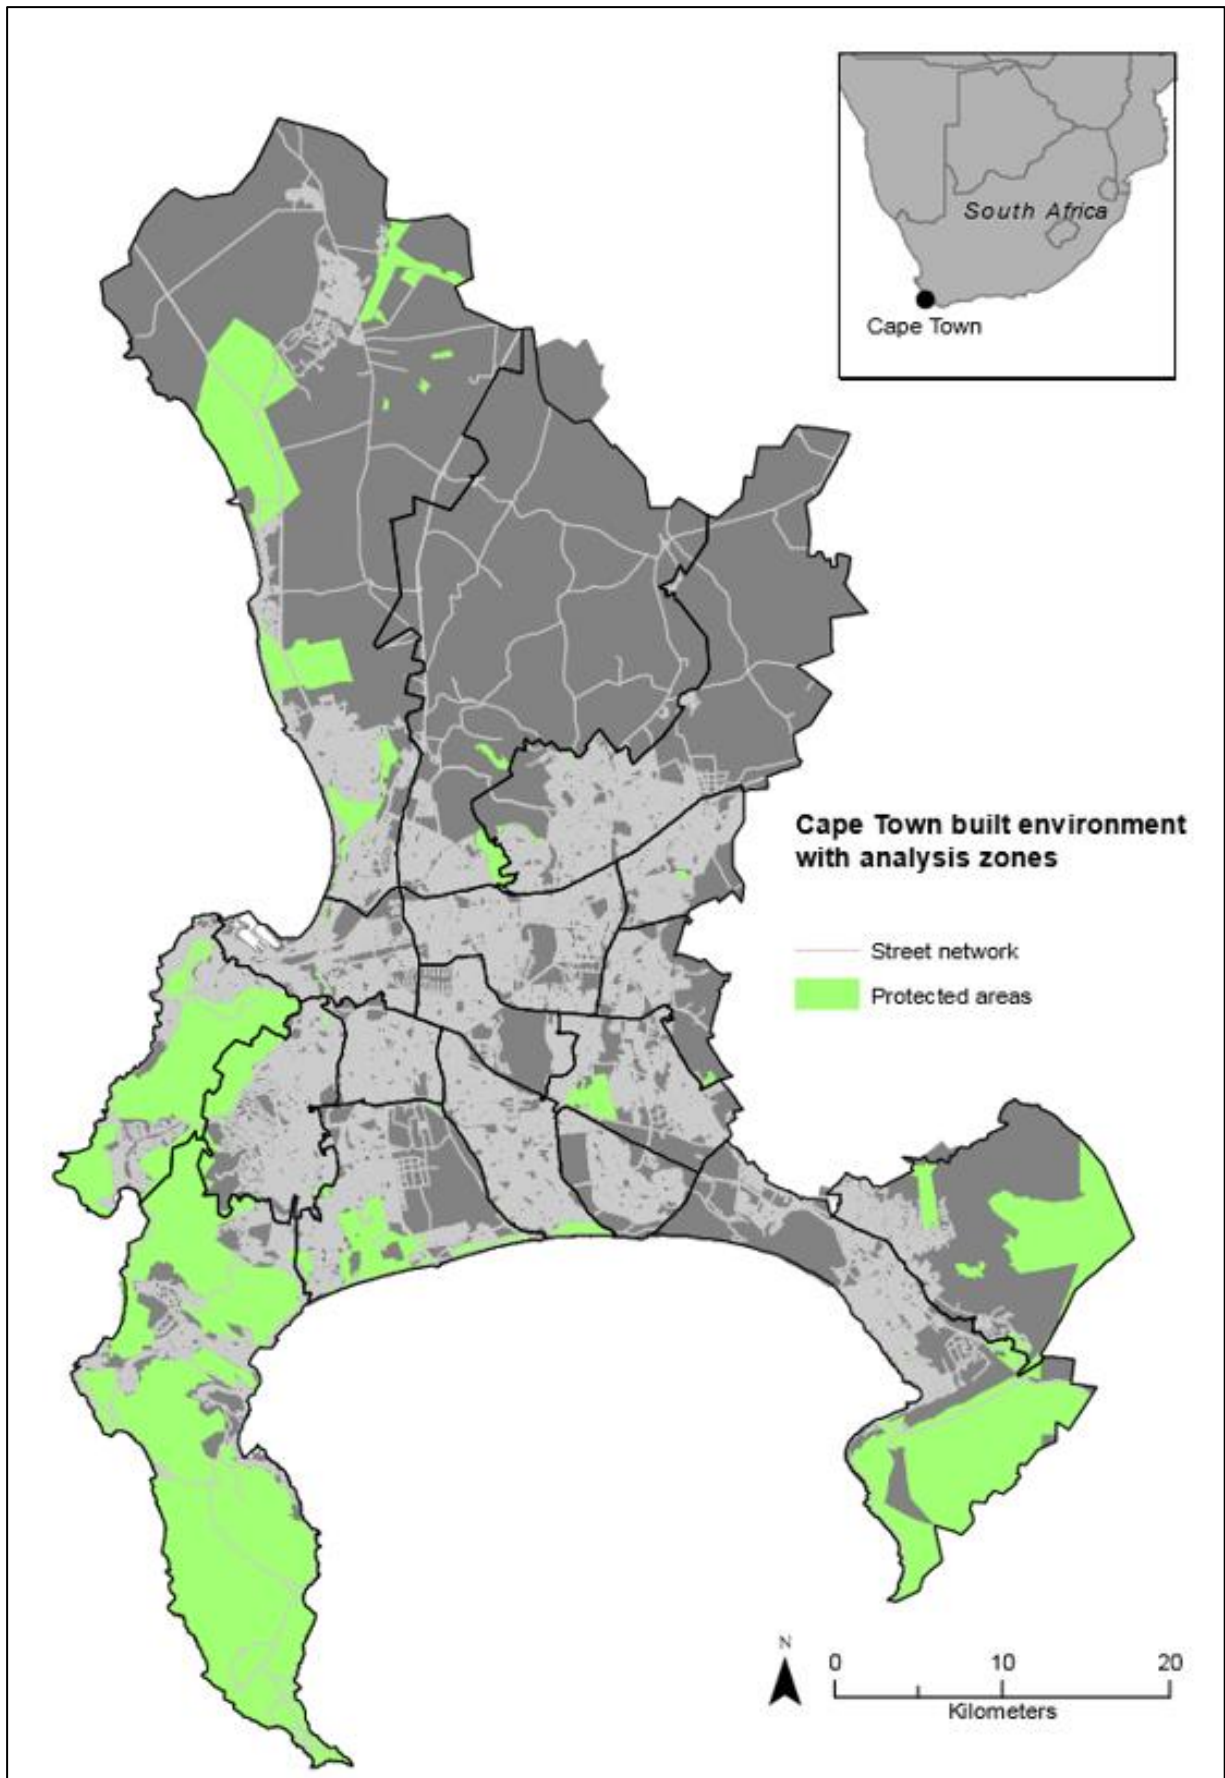 South Africa
Cape Town
Cape Town built environment
with analysis zones
Street network
Protected areas
N
0 10 20
Kilometers